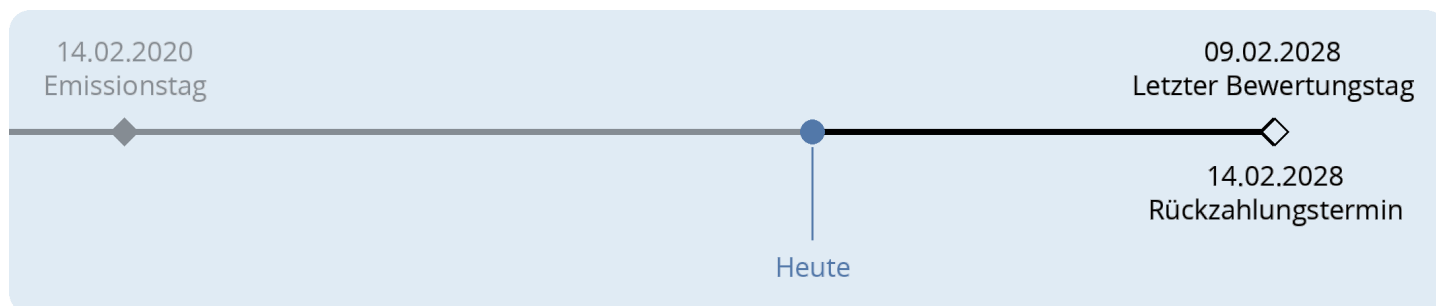 14.02.2020
Emissionstag
09.02.2028
Letzter Bewertungstag
14.02.2028
Rückzahlungstermin
Heute